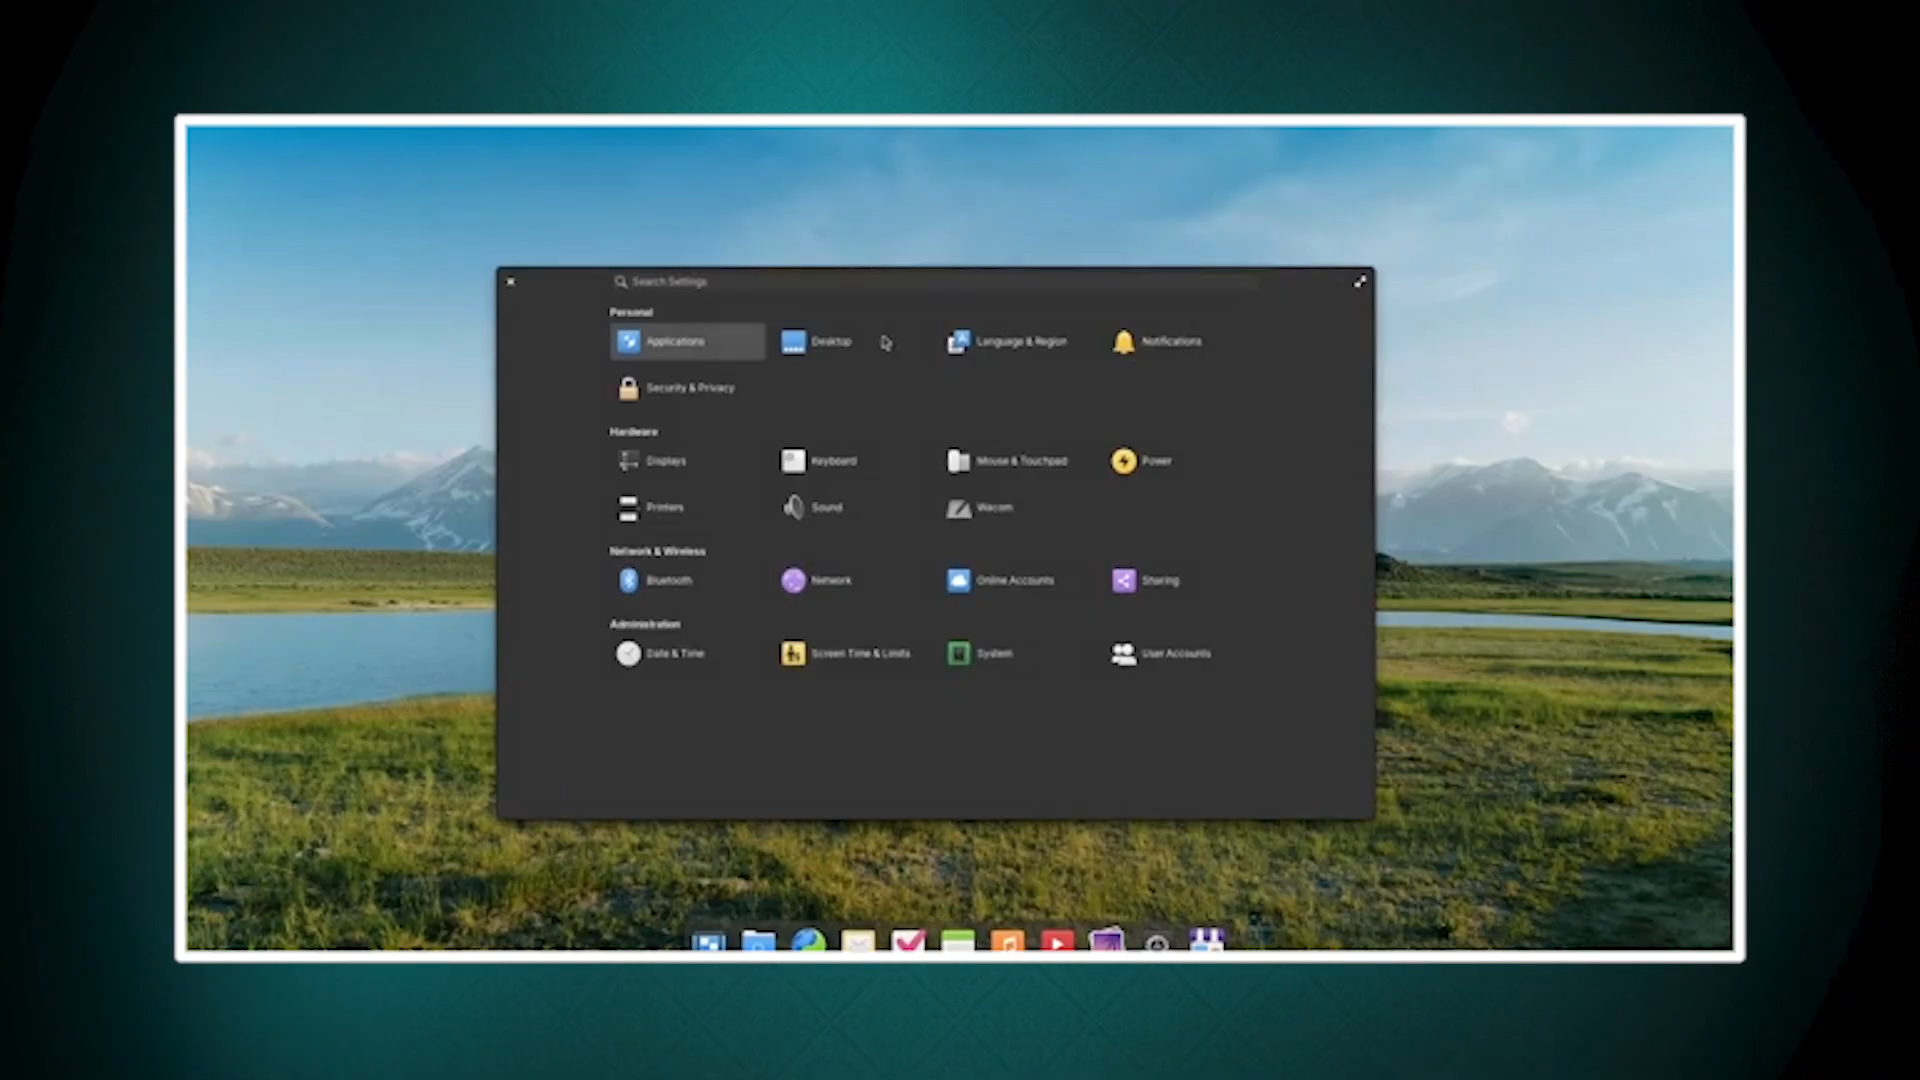 Search Settings
Personal
Applications Desktop Language & Region Notifications
Security & Privacy
Hardware
Displays Keyboard Mouse & Touchpad Power
Printers Sound Wacom
Network & Wireless
Bluetooth Network Online Accounts Sharing
Administration
Date & Time Screen Time & Limits System User Accounts